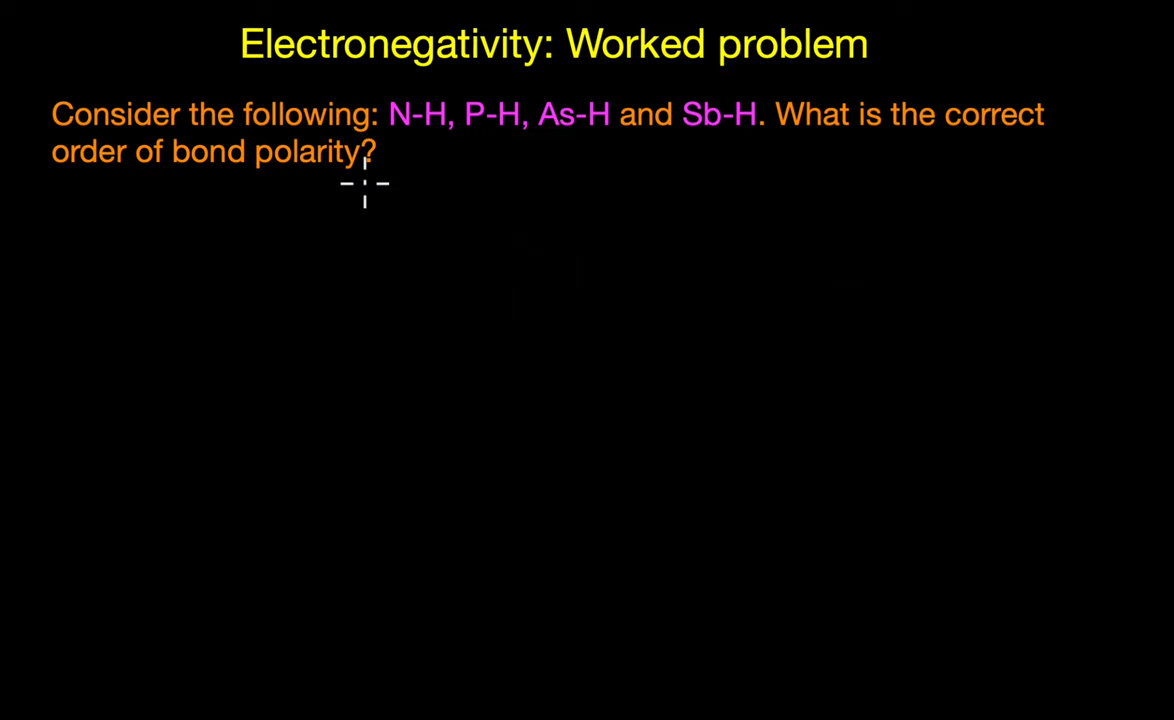 Electronegativity: Worked problem
Consider the following: N-H, P-H, As-H and Sb-H. What is the correct
order of bond polarity?